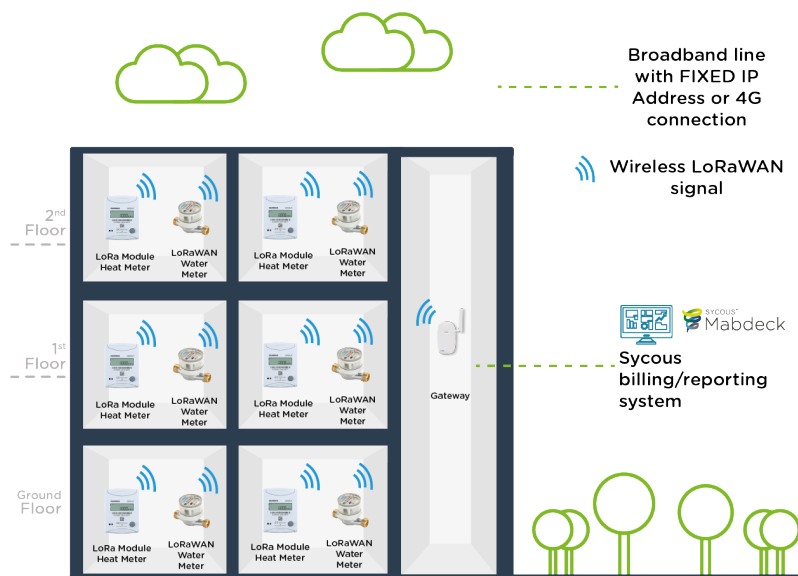 Broadband line
with FIXED IP
Address or 4G
connection
Wireless LoRaWAN
signal
2nd
Floor
LoRa Module
Heat Meter
LoRaWAN
Water
Meter
LoRa Module
Heat Meter
LoRaWAN
Water
Meter
1st
Floor
LoRa Module
Heat Meter
LoRaWAN
Water
Meter
LoRa Module
Heat Meter
LoRaWAN
Water
Meter
Gateway
SYCOUS™
Mabdeck
Sycous
billing/reporting
system
Ground
Floor
LoRa Module
Heat Meter
LoRaWAN
Water
Meter
LoRa Module
Heat Meter
LoRaWAN
Water
Meter